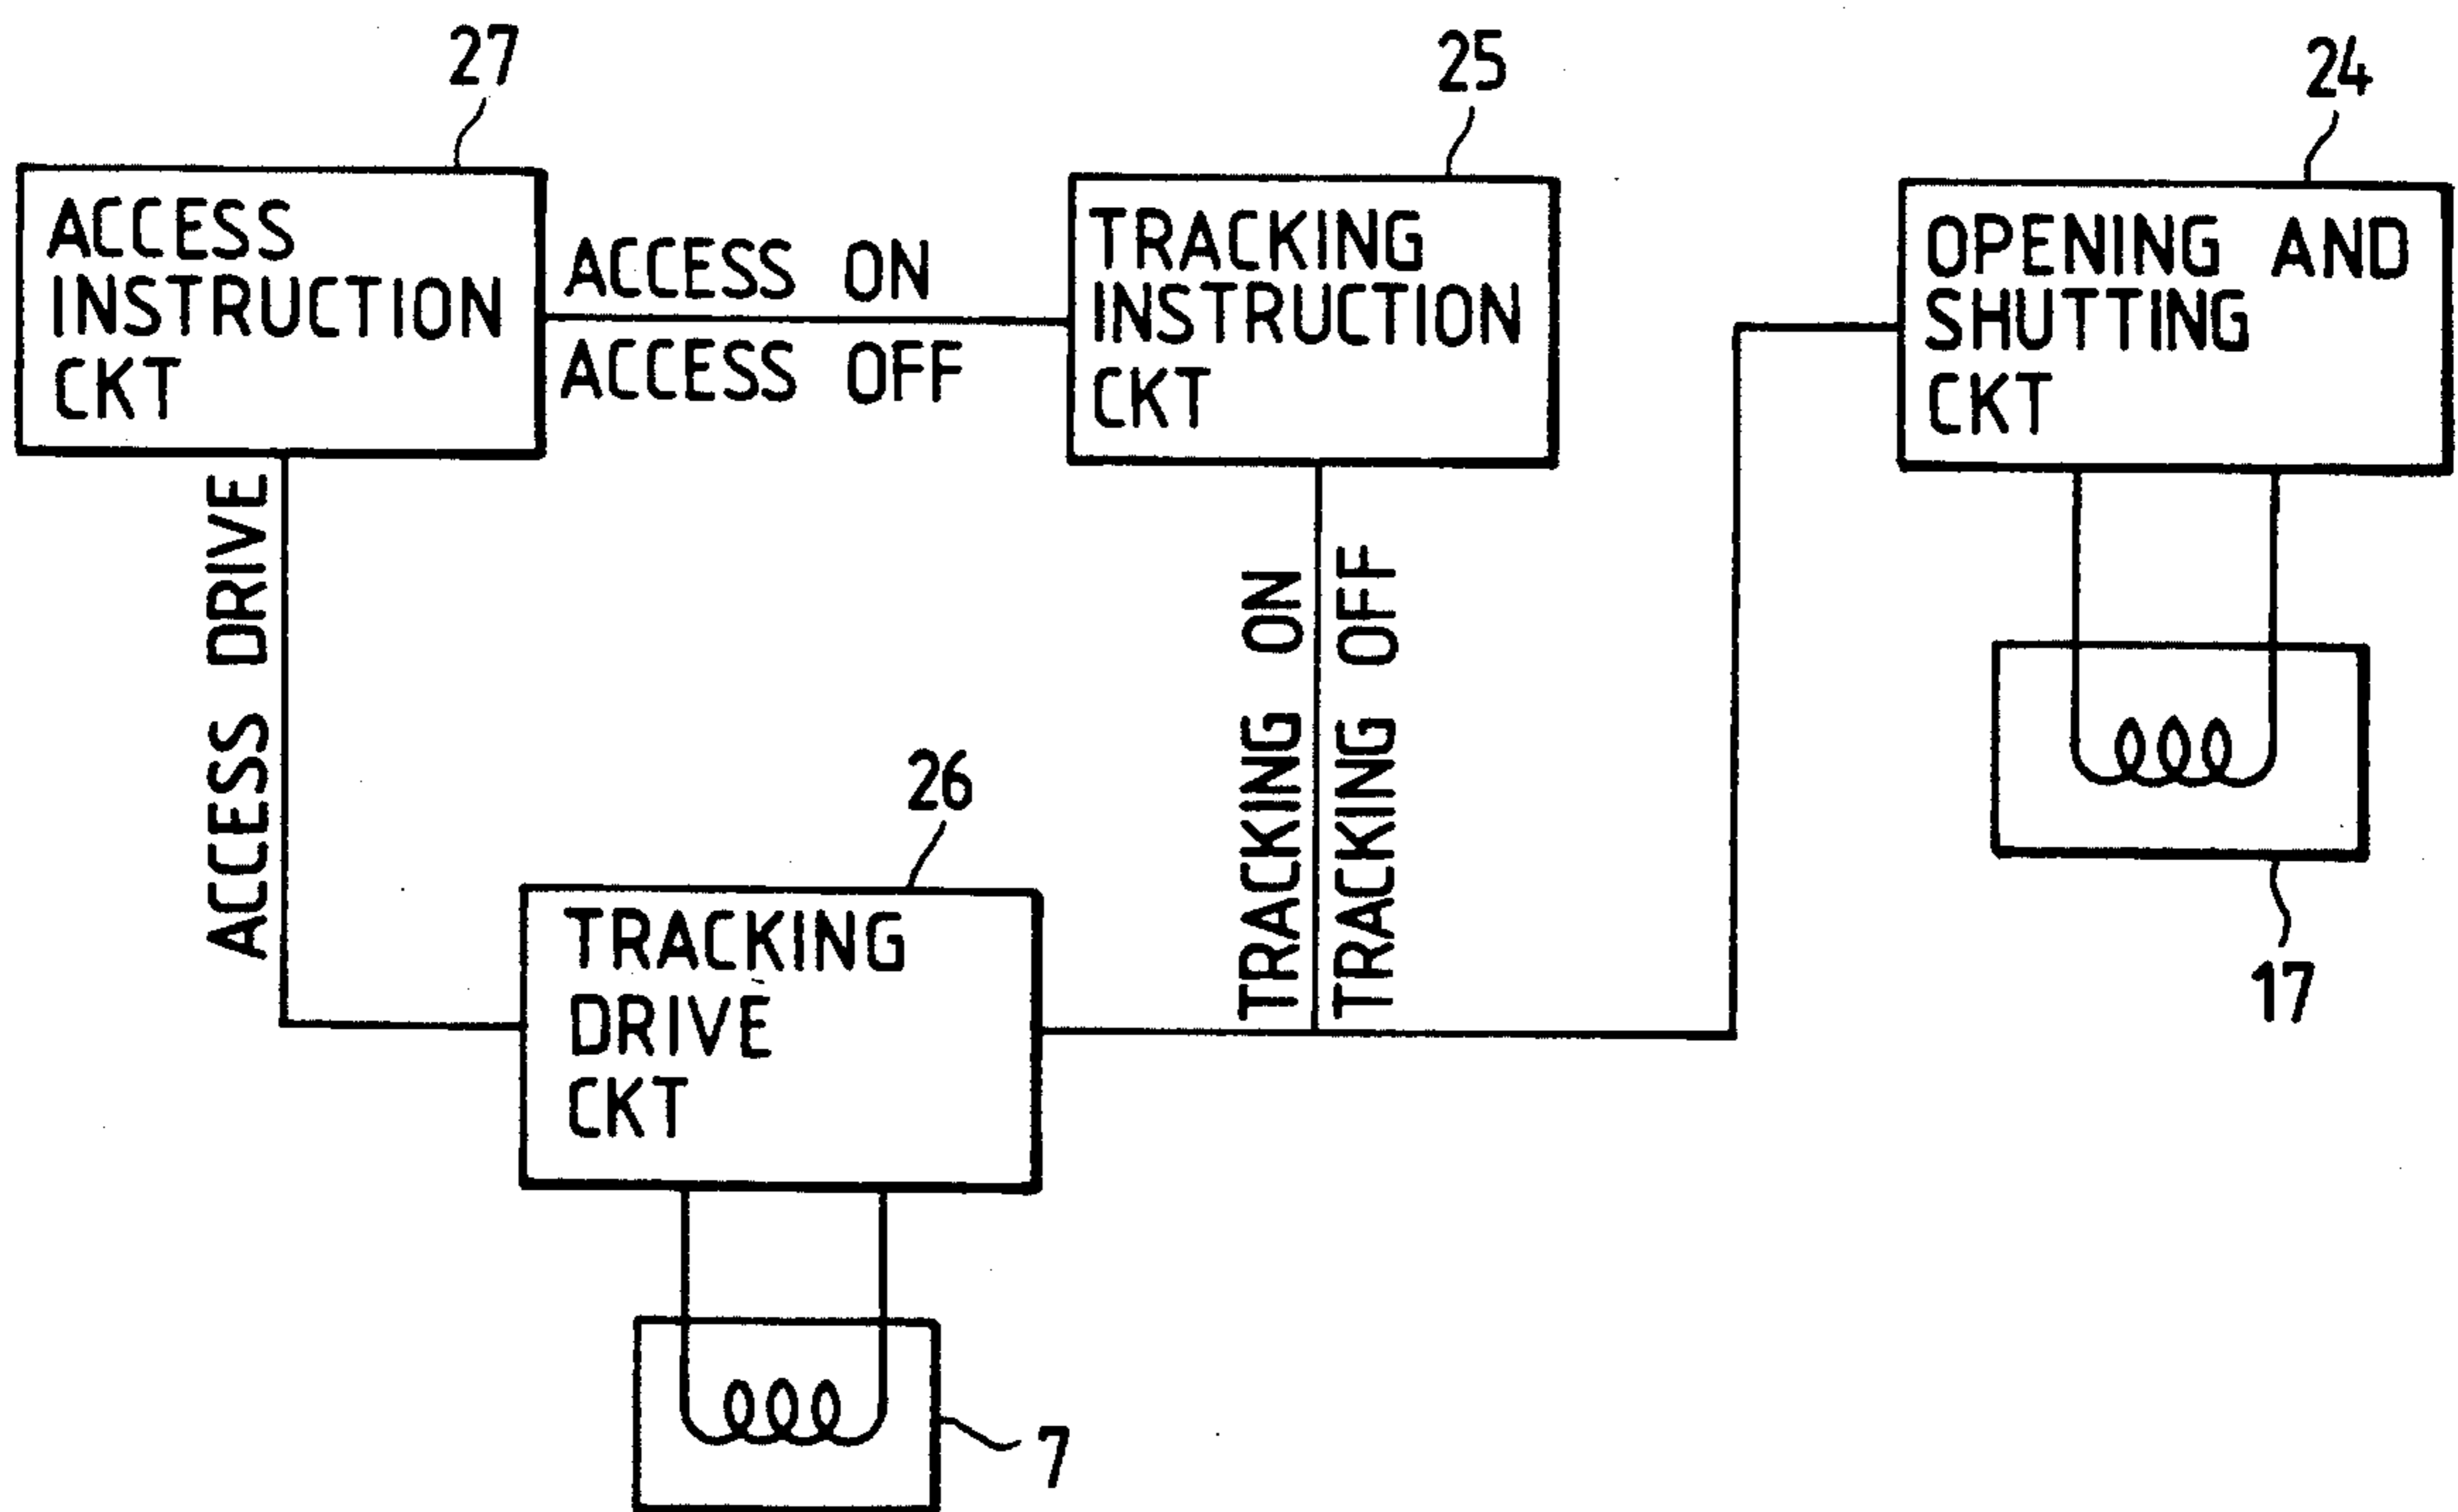 27
25
24
ACCESS
INSTRUCTION
CKT
ACCESS ON
ACCESS OFF
TRACKING
INSTRUCTION
CKT
OPENING AND
SHUTTING
CKT
ACCESS DRIVE
TRACKING ON
TRACKING OFF
26
TRACKING
DRIVE
CKT
17
7